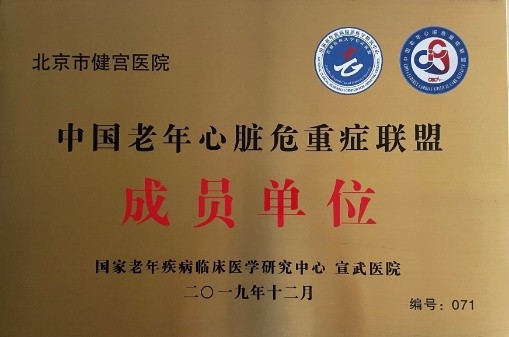 北京市健宫医院
中国老年心脏危重症联盟
成员单位
国家老年疾病临床医学研究中心 宣武医院
二〇一九年十二月
编号：071